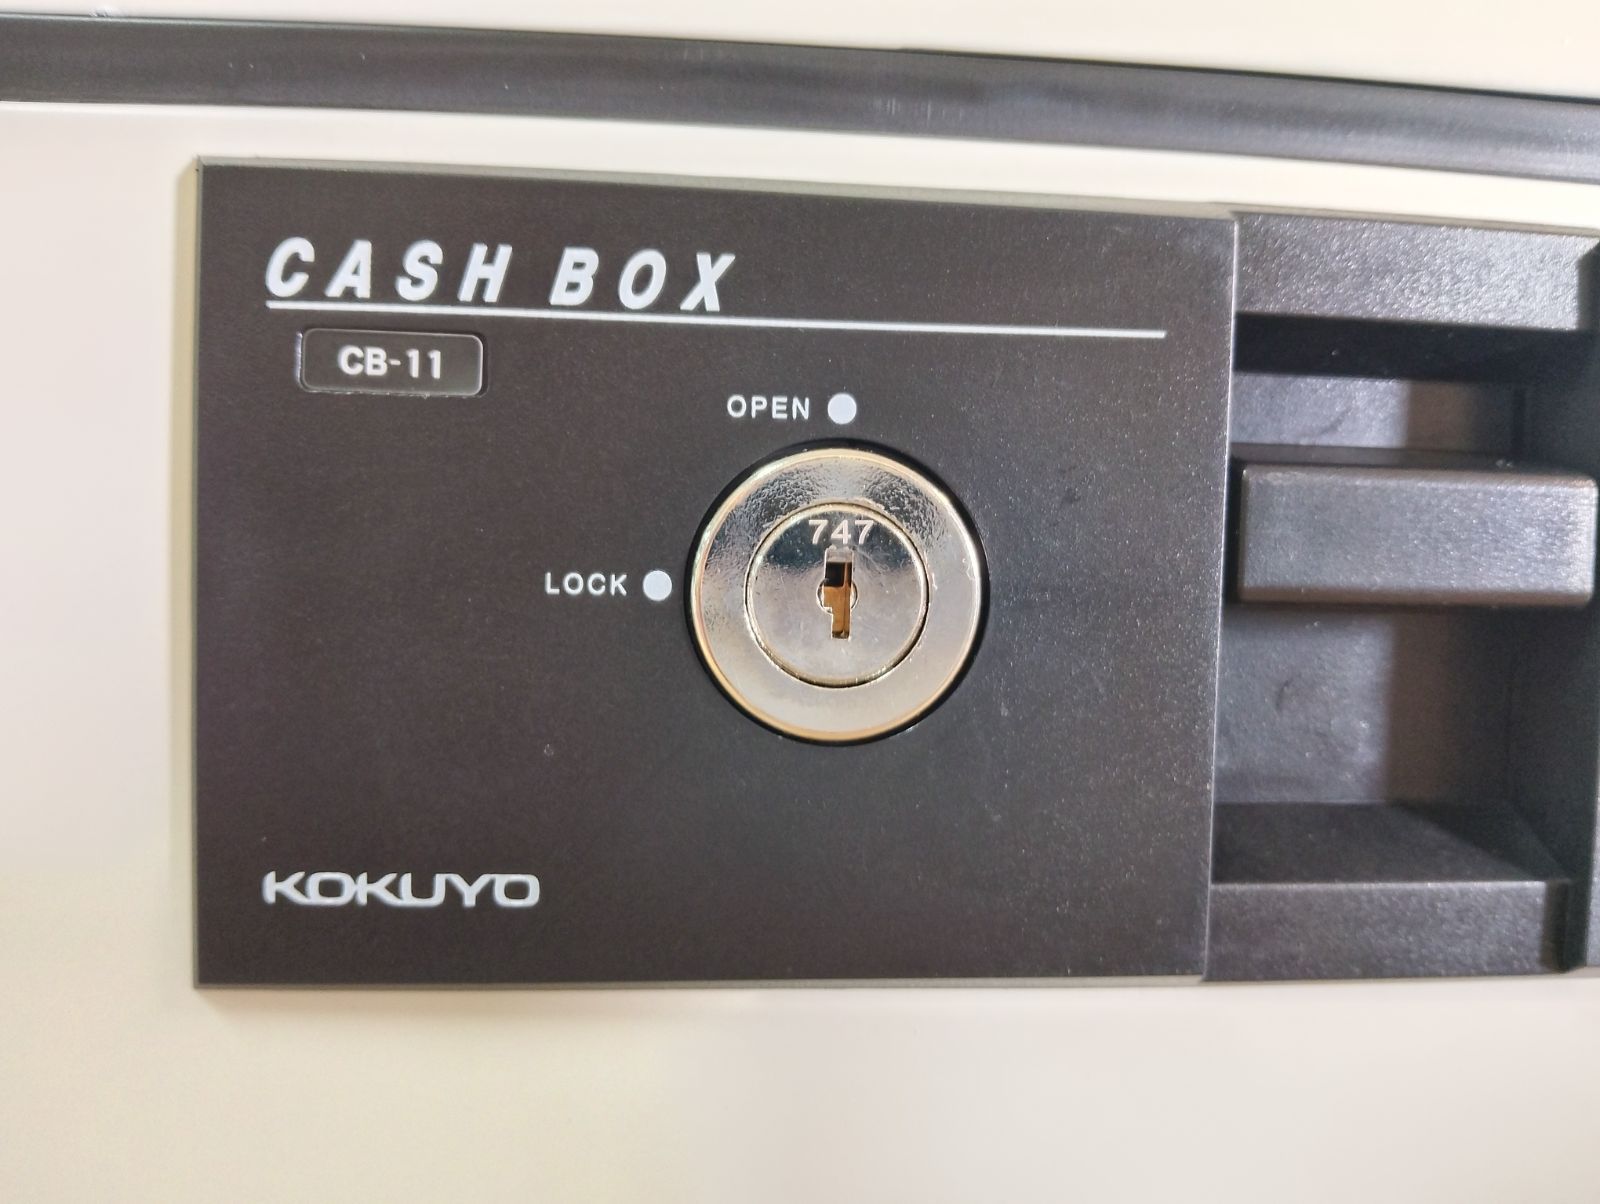 CASH BOX
CB-11
OPEN
747
LOCK
KOKUYO